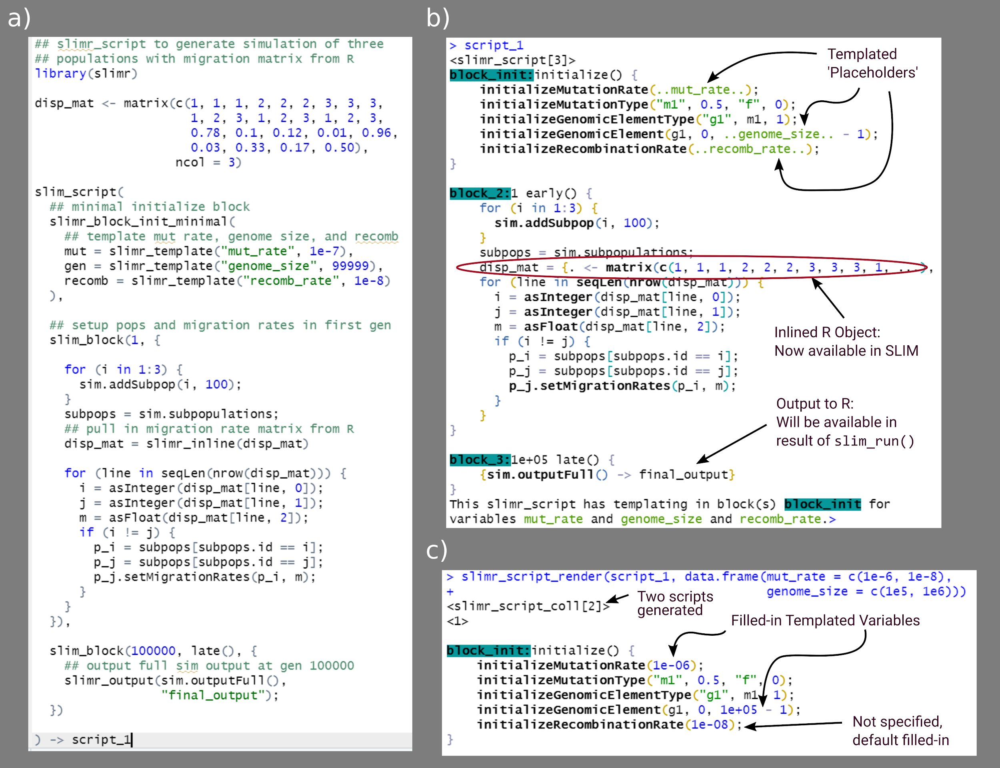 a)
## slimr_script to generate simulation of three
## populations with migration matrix from R
library(slimr)
disp_mat <- matrix(c(1, 1, 1, 2, 2, 2, 3, 3, 3,
1, 2, 3, 1, 2, 3, 1, 2, 3,
0.78, 0.1, 0.12, 0.01, 0.96,
0.03, 0.33, 0.17, 0.50),
ncol = 3)
slim_script(
## minimal initialize block
slimr_block_init_minimal(
## template mut rate, genome size, and recomb
mut = slimr_template("mut_rate", 1e-7),
gen = slimr_template("genome_size", 99999),
recomb = slimr_template("recomb_rate", 1e-8)
),
## setup pops and migration rates in first gen
slim_block(1, {
for (i in 1:3) {
sim.addSubpop(i, 100);
}
subpops = sim.subpopulations;
## pull in migration rate matrix from R
disp_mat = slimr_inline(disp_mat)
for (line in seqLen(nrow(disp_mat))) {
i = asInteger(disp_mat[line, 0]);
j = asInteger(disp_mat[line, 1]);
m = asFloat(disp_mat[line, 2]);
if (i != j) {
p_i = subpops[subpops.id == i];
p_j = subpops[subpops.id == j];
p_j.setMigrationRates(p_i, m);
}
}
}),
slim_block(100000, late(), {
## output full sim output at gen 100000
slimr_output(sim.outputFull(),
"final_output");
})
) -> script_1
b)
> script_1
<slimr_script[3]>
block_init:initialize() {
initializeMutationRate(..mut_rate..);
initializeMutationType("m1", 0.5, "f", 0);
initializeGenomicElementType("g1", m1, 1);
initializeGenomicElement(g1, 0, ..genome_size.. - 1);
initializeRecombinationRate(..recomb_rate..);
}
Templated
'Placeholders'
block_2:1 early() {
for (i in 1:3) {
sim.addSubpop(i, 100);
}
subpops = sim.subpopulations;
disp_mat = {. <- matrix(c(1, 1, 1, 2, 2, 2, 3, 3, 3, 1, ...),
for (line in seqLen(nrow(disp_mat))) {
i = asInteger(disp_mat[line, 0]);
j = asInteger(disp_mat[line, 1]);
m = asFloat(disp_mat[line, 2]);
if (i != j) {
p_i = subpops[subpops.id == i];
p_j = subpops[subpops.id == j];
p_j.setMigrationRates(p_i, m);
}
}
}
Inlined R Object:
Now available in SLIM
Output to R:
Will be available in
result of slim_run()
block_3:1e+05 late() {
{sim.outputFull() -> final_output}
}
This slimr_script has templating in block(s) block_init for
variables mut_rate and genome_size and recomb_rate.>
c)
> slimr_script_render(script_1, data.frame(mut_rate = c(1e-6, 1e-8),
+ genome_size = c(1e5, 1e6)))
<slimr_script_coll[2]>
<1>
Two scripts
generated
Filled-in Templated Variables
block_init:initialize() {
initializeMutationRate(1e-06);
initializeMutationType("m1", 0.5, "f", 0);
initializeGenomicElementType("g1", m1, 1);
initializeGenomicElement(g1, 0, 1e+05 - 1);
initializeRecombinationRate(1e-08);
}
Not specified,
default filled-in